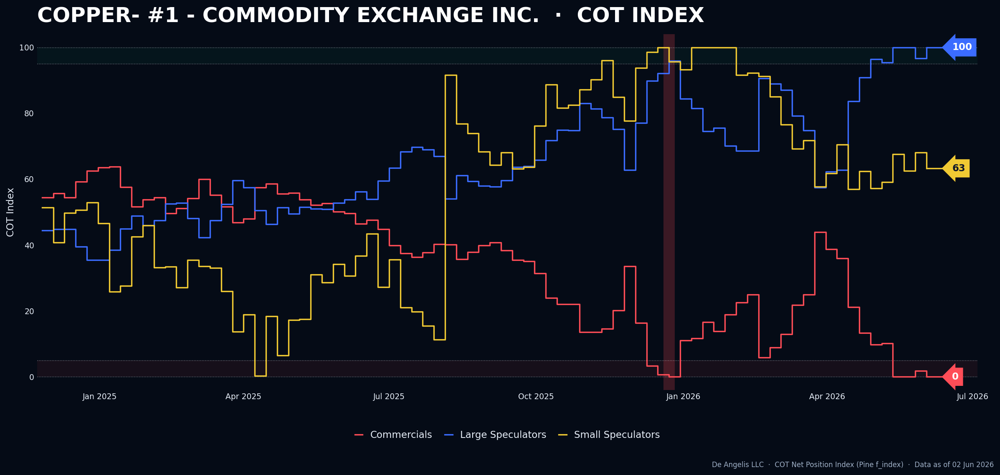 COPPER- #1 - COMMODITY EXCHANGE INC. · COT INDEX
COT Index
100
80
60
40
20
0
100
63
0
Jan 2025 Apr 2025 Jul 2025 Oct 2025 Jan 2026 Apr 2026 Jul 2026
Commercials Large Speculators Small Speculators
De Angelis LLC · COT Net Position Index (Pine f_index) · Data as of 02 Jun 2026